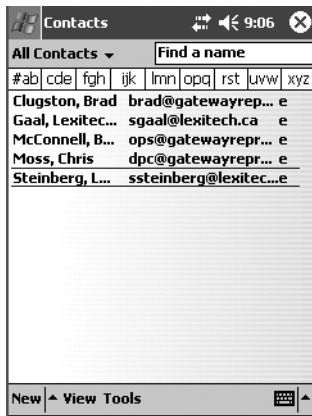 Contacts 9:06
All Contacts Find a name
#ab cde fgh ijk lmn opq rst uvw xyz
Clugston, Brad brad@gatewayrep... e
Gaal, Lexitec... sgaal@lexitech.ca e
McConnell, B... ops@gatewayrepr... e
Moss, Chris dpc@gatewayrepr... e
Steinberg, L... ssteinberg@lexitec...e
New View Tools